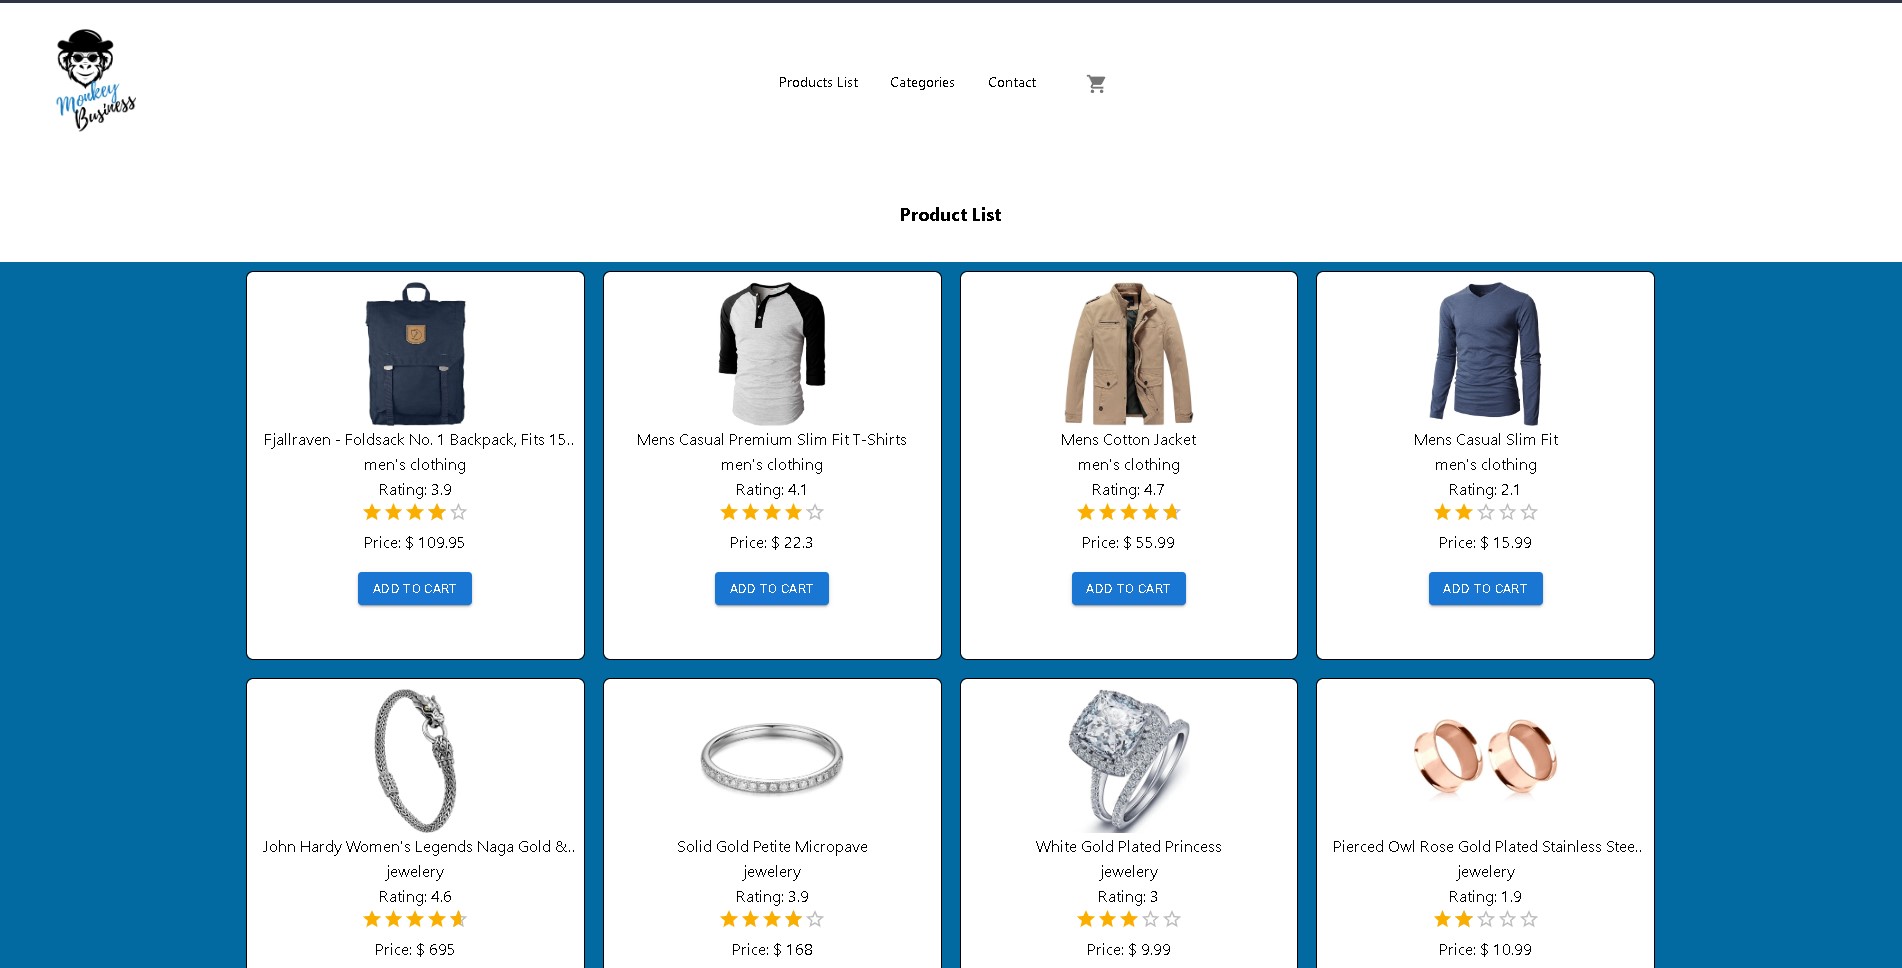 Monkey
Business
Products List
Categories
Contact
Product List
Fjallraven - Foldsack No. 1 Backpack, Fits 15..
men's clothing
Rating: 3.9
Price: $ 109.95
ADD TO CART
Mens Casual Premium Slim Fit T-Shirts
men's clothing
Rating: 4.1
Price: $ 22.3
ADD TO CART
Mens Cotton Jacket
men's clothing
Rating: 4.7
Price: $ 55.99
ADD TO CART
Mens Casual Slim Fit
men's clothing
Rating: 2.1
Price: $ 15.99
ADD TO CART
John Hardy Women's Legends Naga Gold &..
jewelery
Rating: 4.6
Price: $ 695
Solid Gold Petite Micropave
jewelery
Rating: 3.9
Price: $ 168
White Gold Plated Princess
jewelery
Rating: 3
Price: $ 9.99
Pierced Owl Rose Gold Plated Stainless Stee..
jewelery
Rating: 1.9
Price: $ 10.99